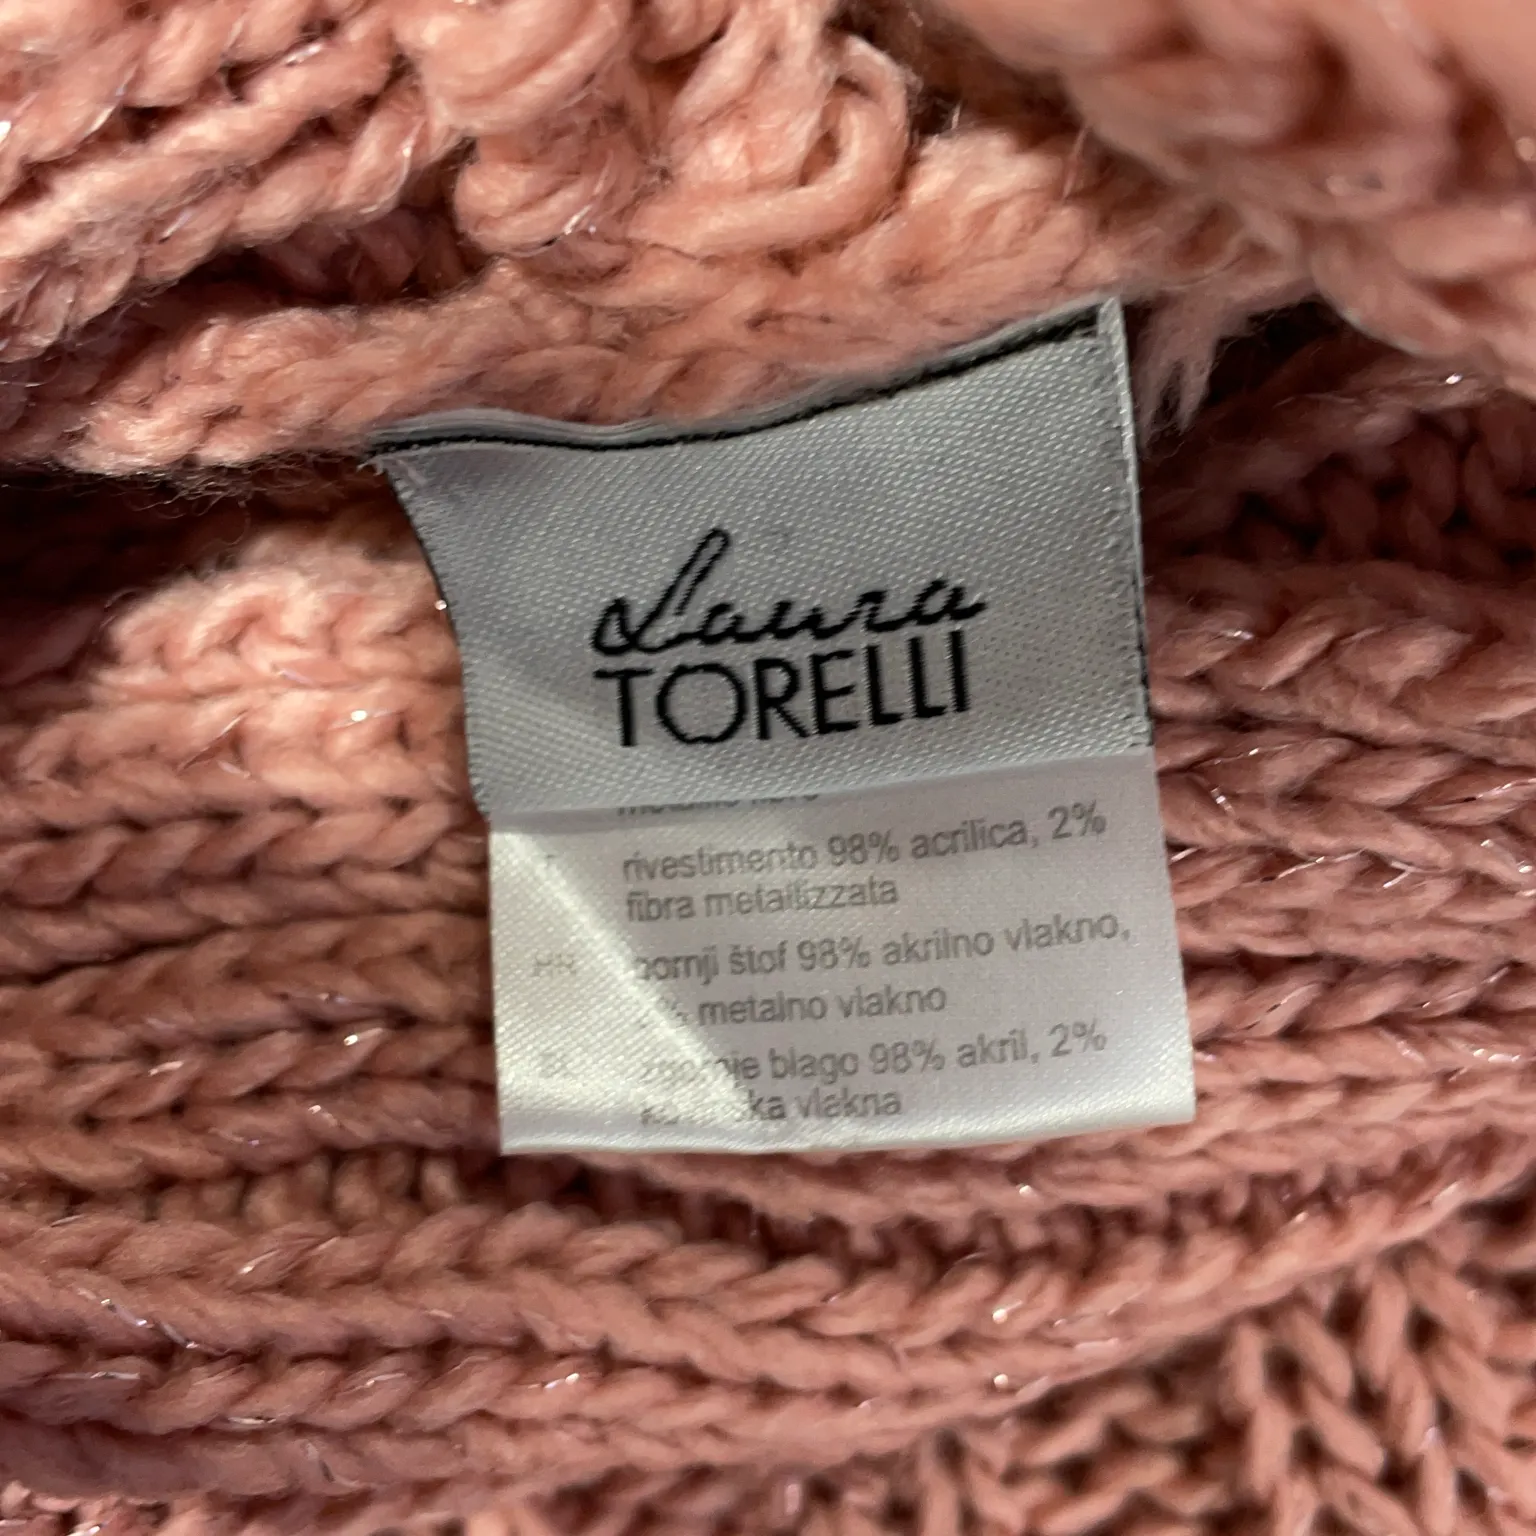 Laura
TORELLI
rivestimento 98% acrilica, 2%
fibra metallizzata
HR gornji štof 98% akrilno vlakno,
metalno vlakno
blago 98% akril, 2%
vlakna